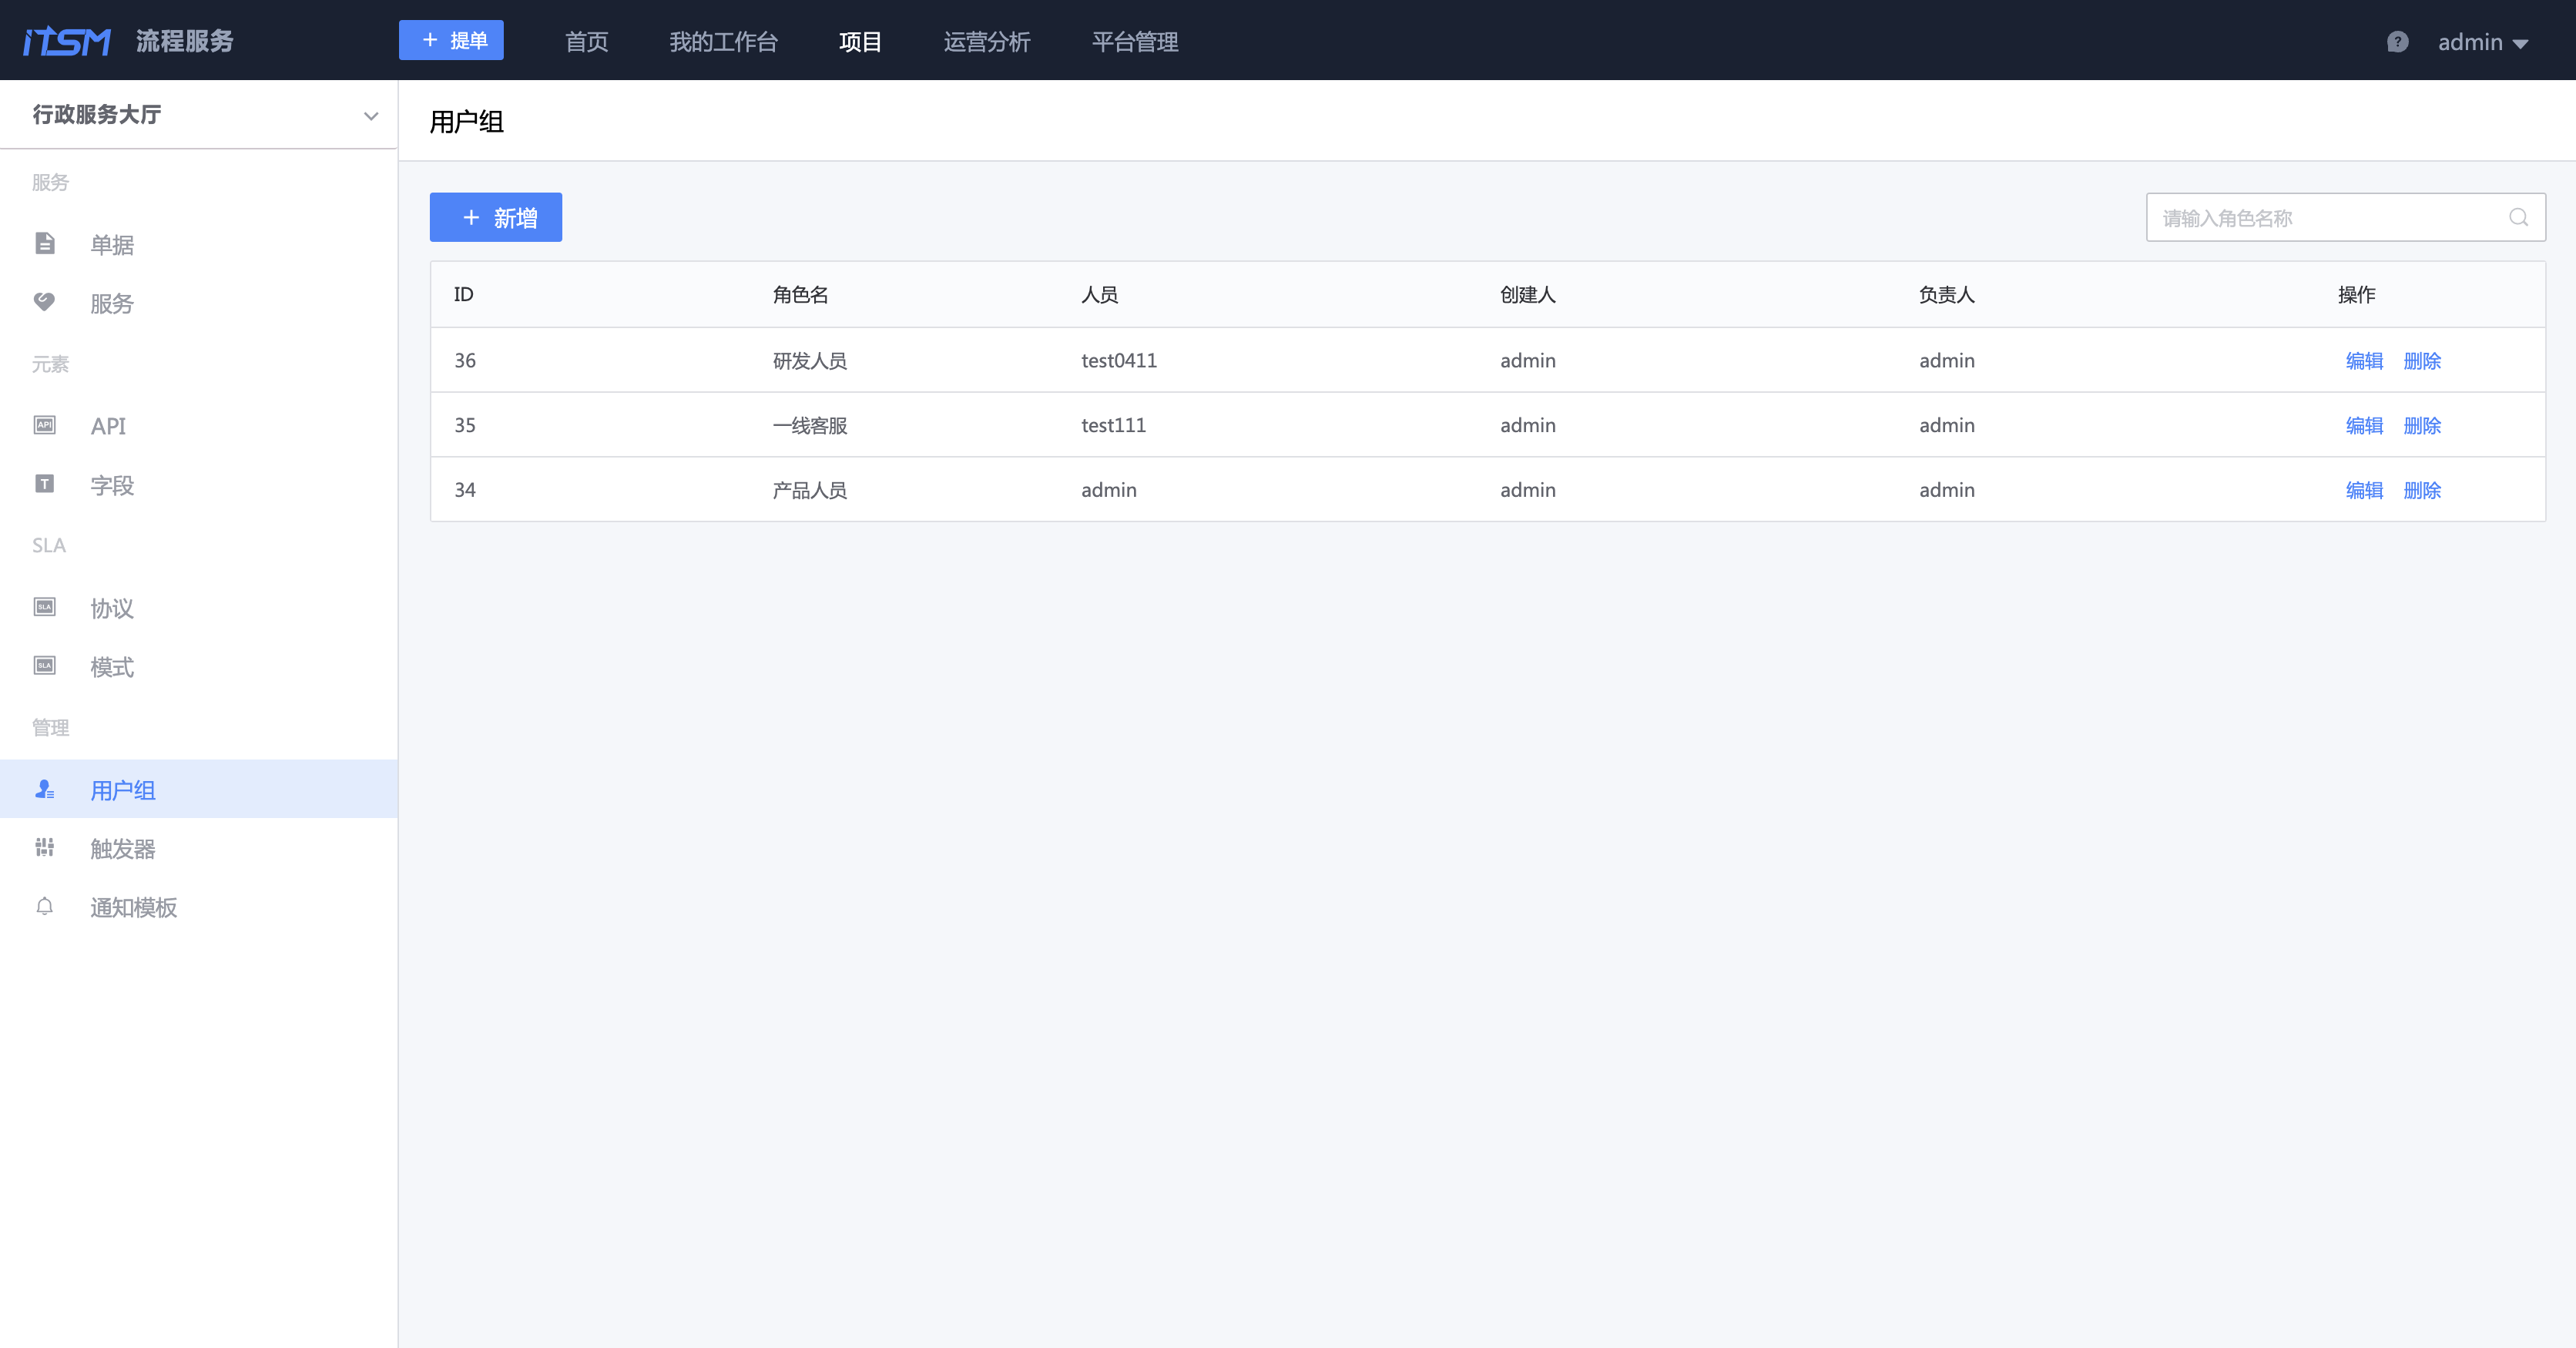 ITSM 流程服务 + 提单 首页 我的工作台 项目 运营分析 平台管理 ? admin
行政服务大厅
用户组
服务
+ 新增 请输入角色名称
单据
服务
元素
API API
T 字段
SLA
SLA 协议
SLA 模式
管理
用户组
触发器
通知模板
ID 角色名 人员 创建人 负责人 操作
36 研发人员 test0411 admin admin 编辑 删除
35 一线客服 test111 admin admin 编辑 删除
34 产品人员 admin admin admin 编辑 删除